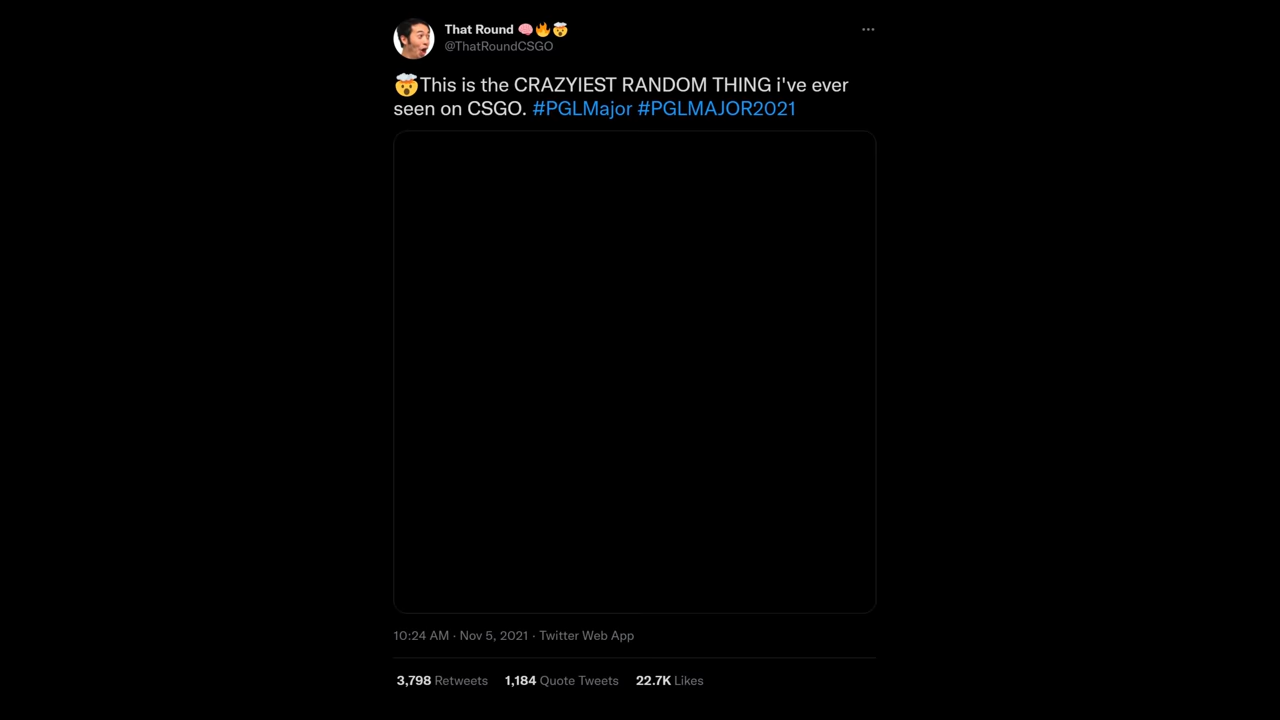 That Round 🧠🔥🤯
@ThatRoundCSGO
🤯This is the CRAZYIEST RANDOM THING i've ever
seen on CSGO. #PGLMajor #PGLMAJOR2021
10:24 AM · Nov 5, 2021 · Twitter Web App
3,798 Retweets 1,184 Quote Tweets 22.7K Likes